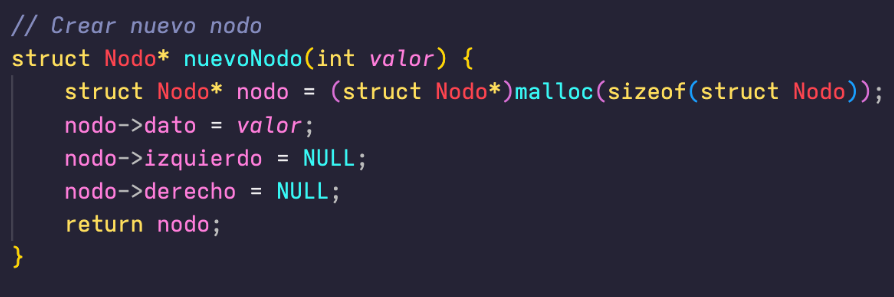 // Crear nuevo nodo
struct Nodo* nuevoNodo(int valor) {
    struct Nodo* nodo = (struct Nodo*)malloc(sizeof(struct Nodo));
    nodo->dato = valor;
    nodo->izquierdo = NULL;
    nodo->derecho = NULL;
    return nodo;
}